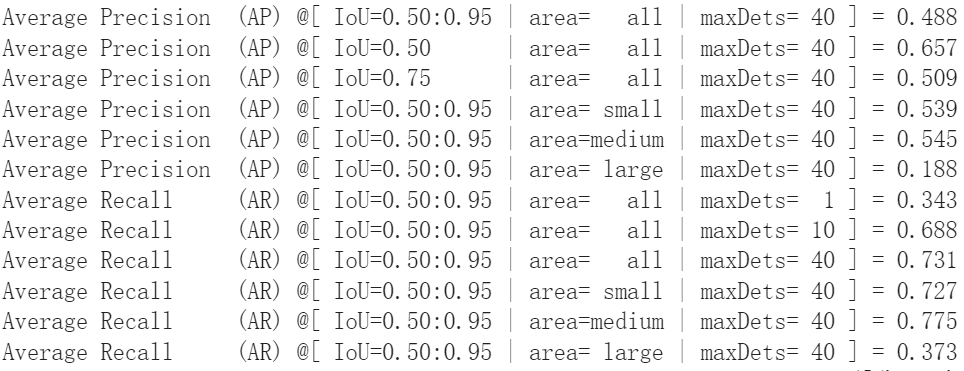 Average Precision  (AP) @[ IoU=0.50:0.95 | area=   all | maxDets= 40 ] = 0.488
Average Precision  (AP) @[ IoU=0.50      | area=   all | maxDets= 40 ] = 0.657
Average Precision  (AP) @[ IoU=0.75      | area=   all | maxDets= 40 ] = 0.509
Average Precision  (AP) @[ IoU=0.50:0.95 | area= small | maxDets= 40 ] = 0.539
Average Precision  (AP) @[ IoU=0.50:0.95 | area=medium | maxDets= 40 ] = 0.545
Average Precision  (AP) @[ IoU=0.50:0.95 | area= large | maxDets= 40 ] = 0.188
Average Recall     (AR) @[ IoU=0.50:0.95 | area=   all | maxDets=  1 ] = 0.343
Average Recall     (AR) @[ IoU=0.50:0.95 | area=   all | maxDets= 10 ] = 0.688
Average Recall     (AR) @[ IoU=0.50:0.95 | area=   all | maxDets= 40 ] = 0.731
Average Recall     (AR) @[ IoU=0.50:0.95 | area= small | maxDets= 40 ] = 0.727
Average Recall     (AR) @[ IoU=0.50:0.95 | area=medium | maxDets= 40 ] = 0.775
Average Recall     (AR) @[ IoU=0.50:0.95 | area= large | maxDets= 40 ] = 0.373